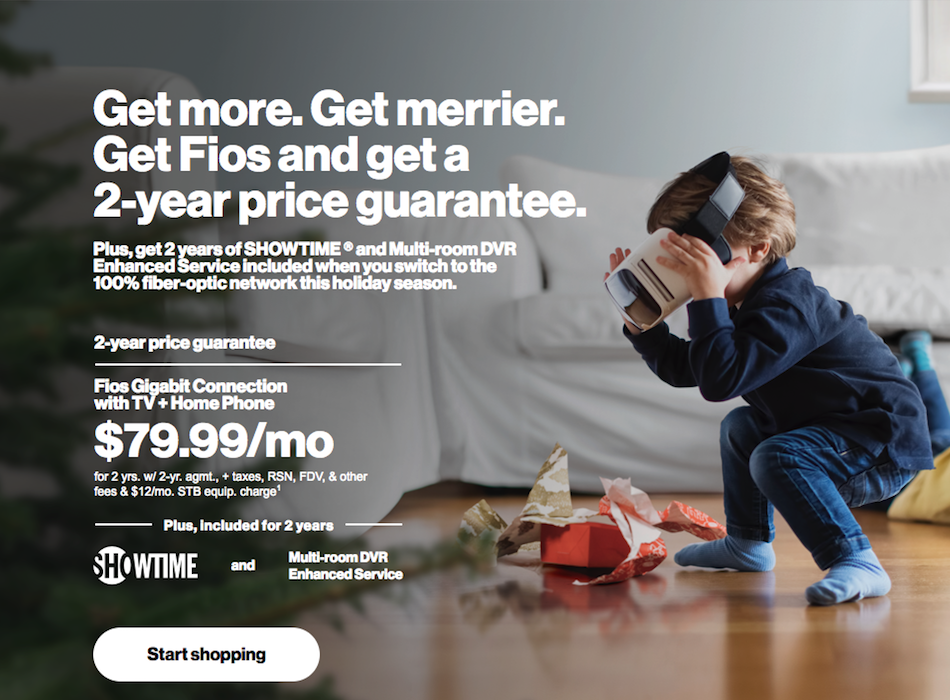 Get more. Get merrier.
Get Fios and get a
2-year price guarantee.
Plus, get 2 years of SHOWTIME ® and Multi-room DVR
Enhanced Service included when you switch to the
100% fiber-optic network this holiday season.
2-year price guarantee
Fios Gigabit Connection
with TV + Home Phone
$79.99/mo
for 2 yrs. w/ 2-yr. agmt., + taxes, RSN, FDV, & other
fees & $12/mo. STB equip. charge¹
Plus, included for 2 years
SHOWTIME and Multi-room DVR
Enhanced Service
Start shopping